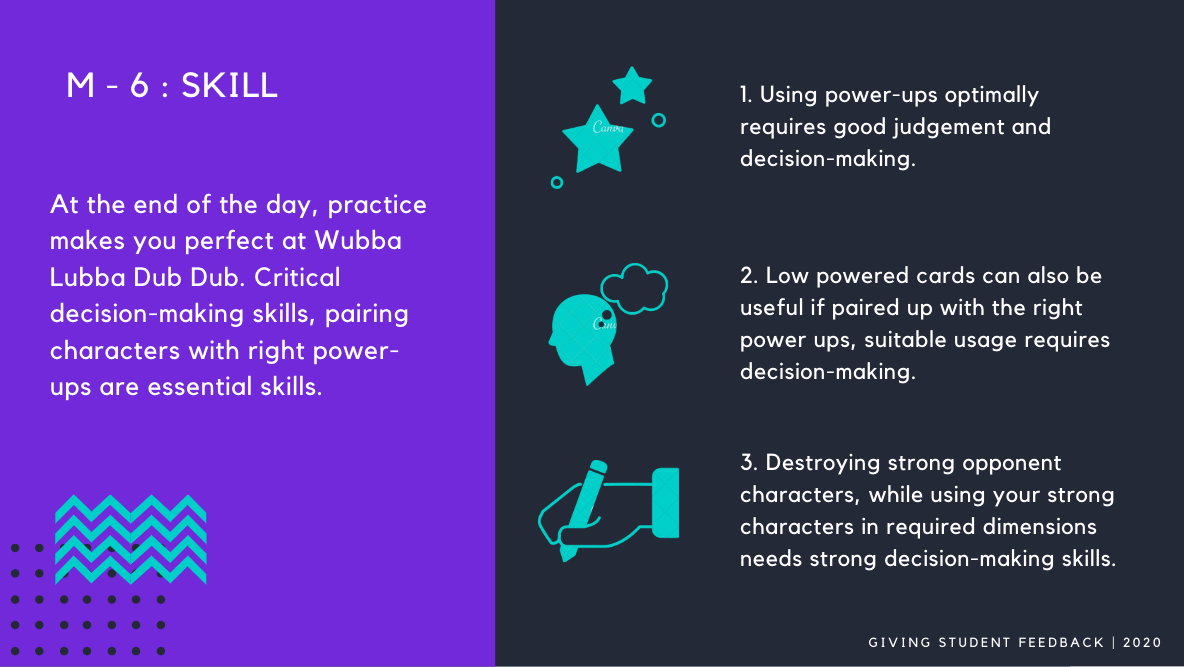 M - 6 : SKILL
At the end of the day, practice
makes you perfect at Wubba
Lubba Dub Dub. Critical
decision-making skills, pairing
characters with right power-
ups are essential skills.
Canva
1. Using power-ups optimally
requires good judgement and
decision-making.
2. Low powered cards can also be
useful if paired up with the right
power ups, suitable usage requires
decision-making.
3. Destroying strong opponent
characters, while using your strong
characters in required dimensions
needs strong decision-making skills.
GIVING STUDENT FEEDBACK | 2020